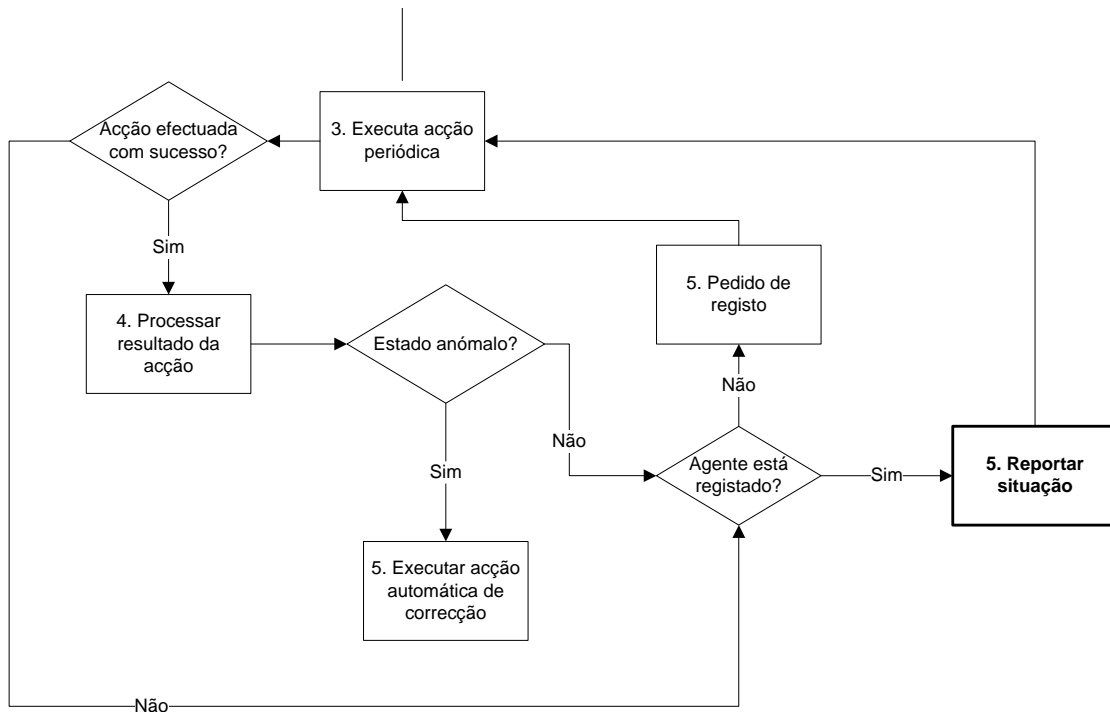 Acção efectuada
com sucesso?
3. Executa acção
periódica
Sim
5. Pedido de
registo
4. Processar
resultado da
acção
Estado anómalo?
Não
Não
Sim
Agente está
registado?
Sim
5. Reportar
situação
5. Executar acção
automática de
correcção
Não